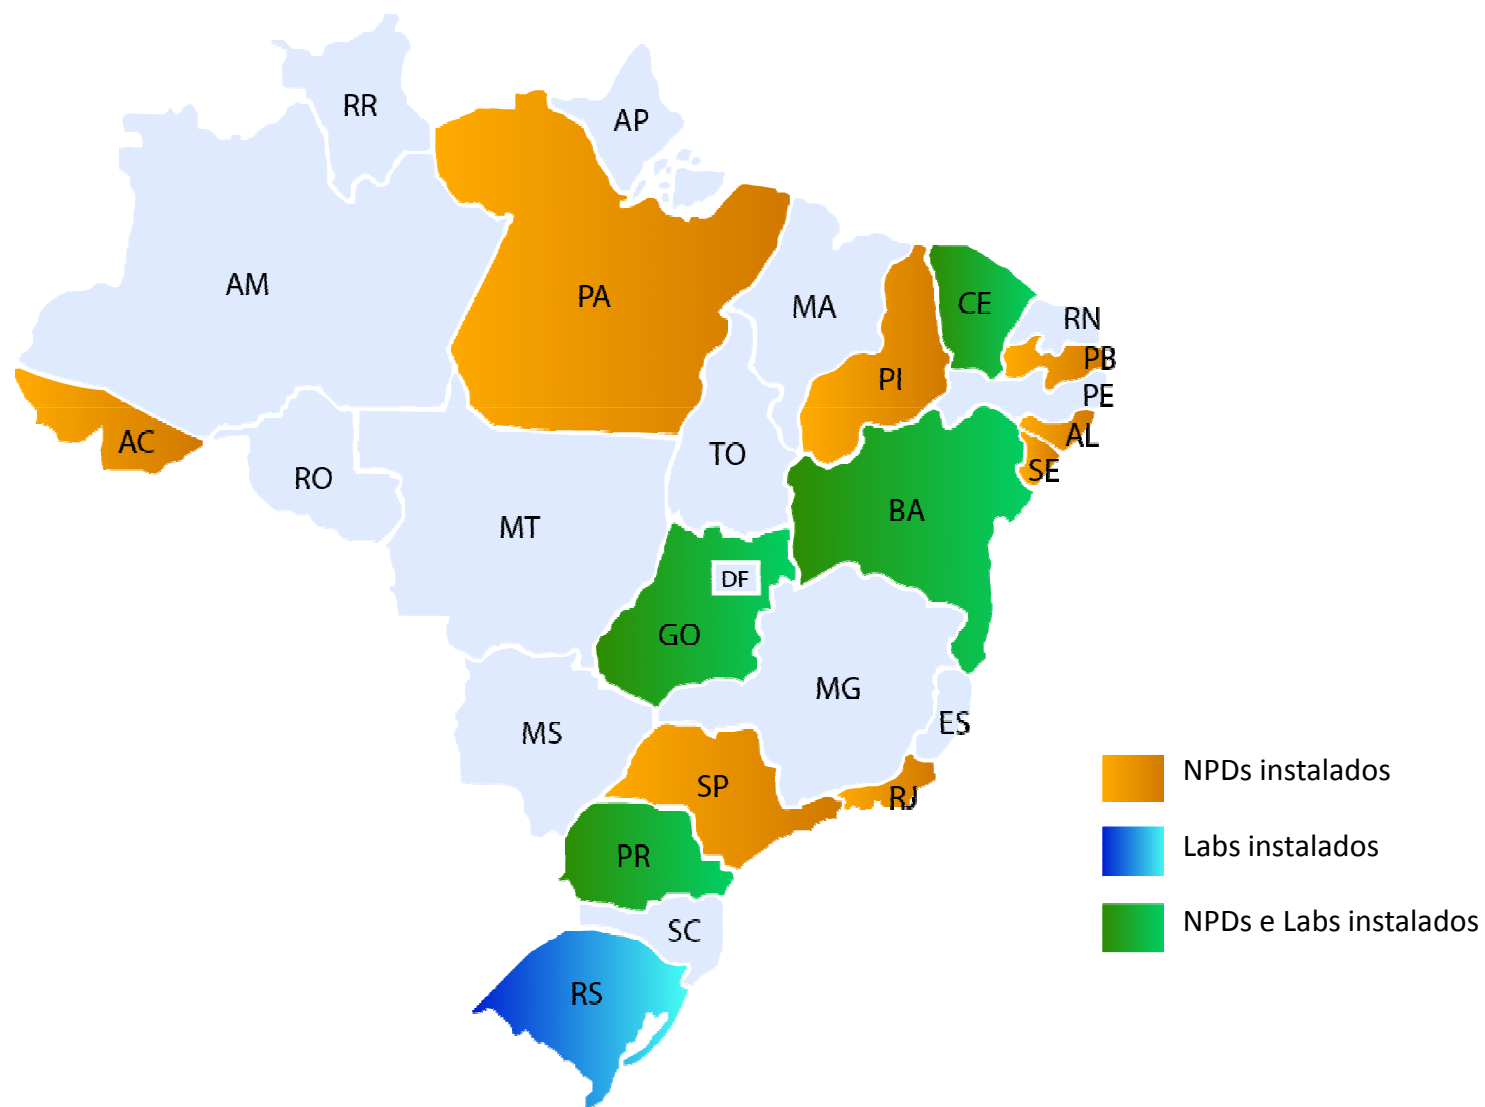 RR
AP
AM
PA
MA
CE
RN
PB
PI
PE
AC
AL
TO
SE
RO
BA
MT
DF
GO
MG
ES
MS
SP
RJ
PR
SC
RS
NPDs instalados
Labs instalados
NPDs e Labs instalados